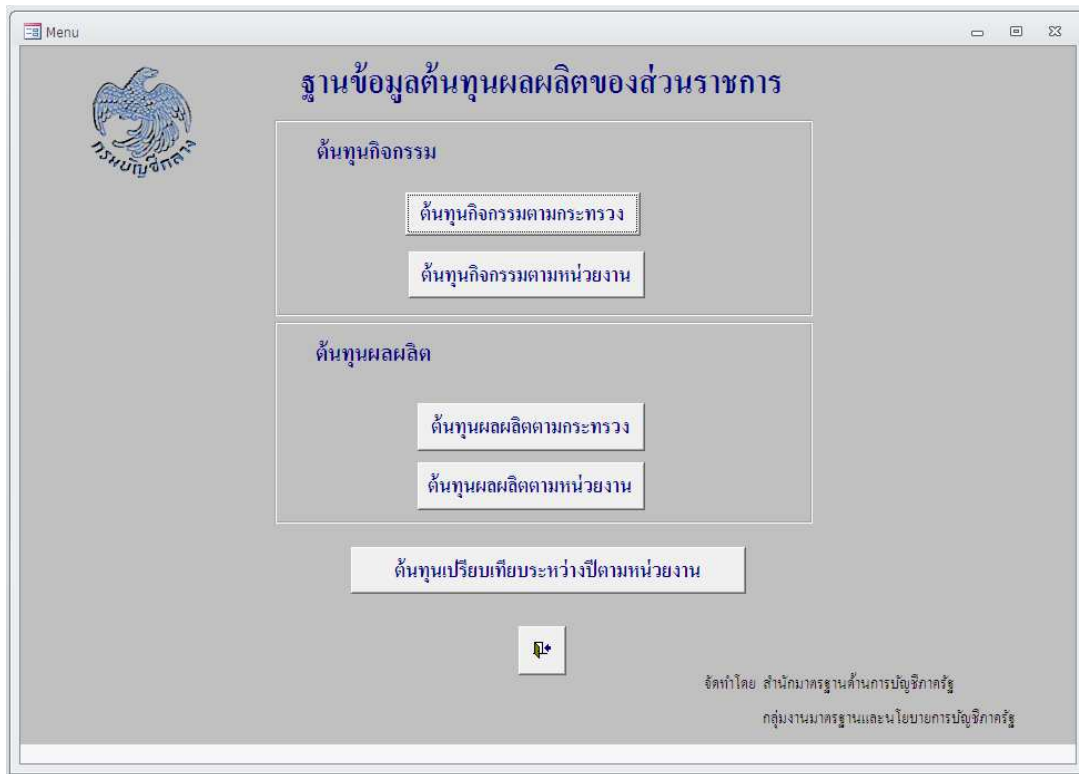 Menu
ฐานข้อมูลต้นทุนผลผลิตของส่วนราชการ
กรมบัญชีกลาง
ต้นทุนกิจกรรม
ต้นทุนกิจกรรมตามกระทรวง
ต้นทุนกิจกรรมตามหน่วยงาน
ต้นทุนผลผลิต
ต้นทุนผลผลิตตามกระทรวง
ต้นทุนผลผลิตตามหน่วยงาน
ต้นทุนเปรียบเทียบระหว่างปีตามหน่วยงาน
จัดทำโดย สำนักมาตรฐานด้านการบัญชีภาครัฐ
กลุ่มงานมาตรฐานและนโยบายการบัญชีภาครัฐ